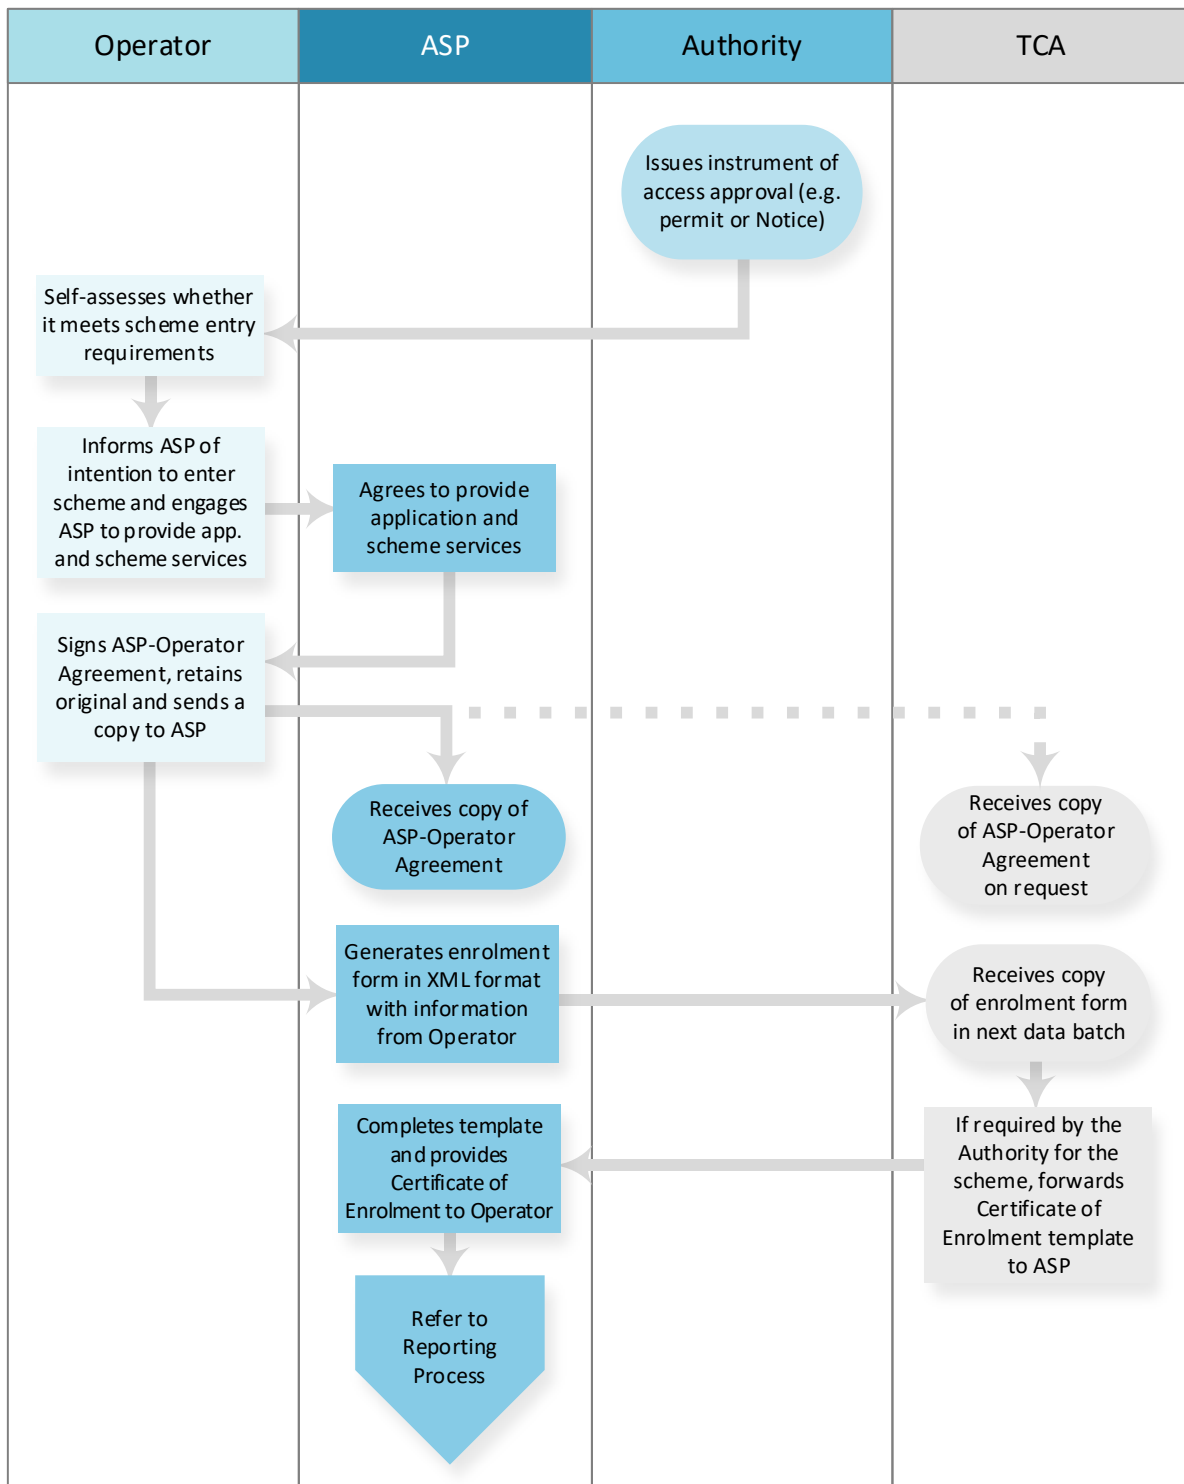 Operator
ASP
Authority
TCA
Issues instrument of
access approval (e.g.
permit or Notice)
Self-assesses whether
it meets scheme entry
requirements
Informs ASP of
intention to enter
scheme and engages
ASP to provide app.
and scheme services
Agrees to provide
application and
scheme services
Signs ASP-Operator
Agreement, retains
original and sends a
copy to ASP
Receives copy of
ASP-Operator
Agreement
Receives copy
of ASP-Operator
Agreement
on request
Generates enrolment
form in XML format
with information
from Operator
Receives copy
of enrolment form
in next data batch
If required by the
Authority for the
scheme, forwards
Certificate of
Enrolment template
to ASP
Completes template
and provides
Certificate of
Enrolment to Operator
Refer to
Reporting
Process